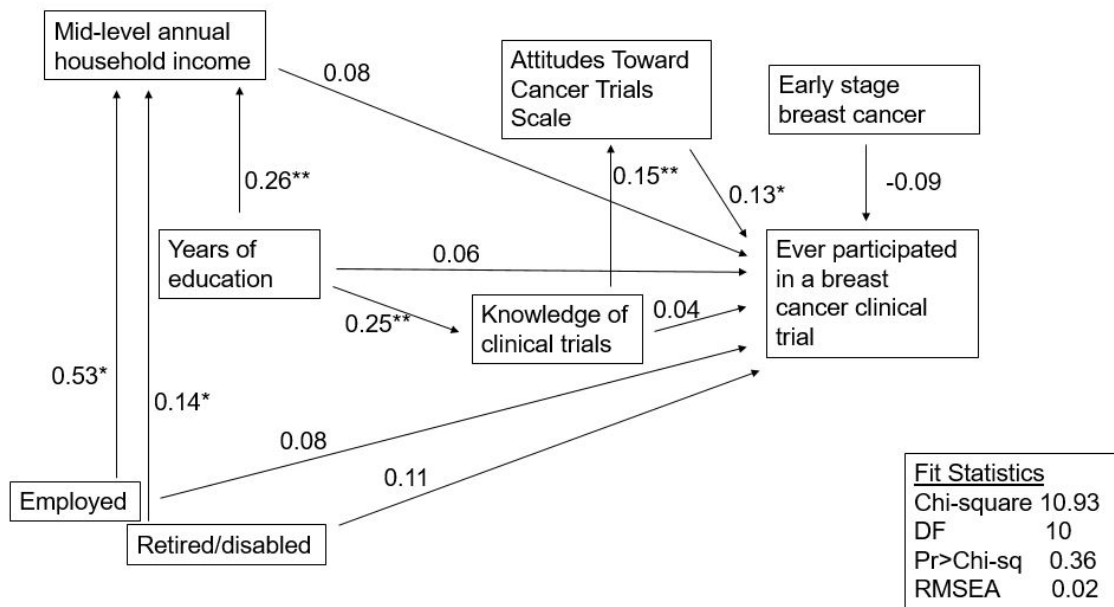 Mid-level annual
household income
0.08
Attitudes Toward
Cancer Trials
Scale
Early stage
breast cancer
0.26**
0.15**
0.13*
-0.09
Years of
education
0.06
Ever participated
in a breast
cancer clinical
trial
0.25**
Knowledge of
clinical trials
0.04
0.53*
0.14*
0.08
0.11
Employed
Retired/disabled
Fit Statistics
Chi-square 10.93
DF 10
Pr>Chi-sq 0.36
RMSEA 0.02